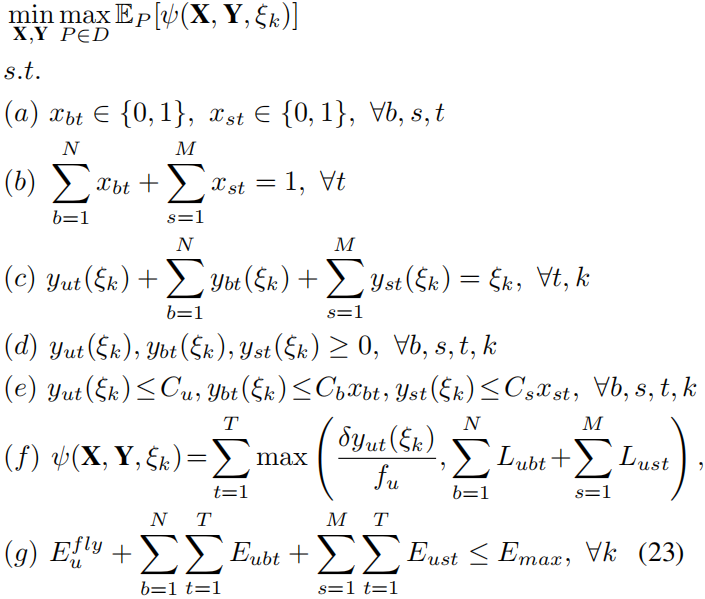 \min_{\mathbf{X},\mathbf{Y}} \max_{P \in D} \mathbb{E}_P[\psi(\mathbf{X}, \mathbf{Y}, \xi_k)]
s.t.
(a) x_{bt} \in \{0, 1\}, x_{st} \in \{0, 1\}, \forall b, s, t
(b) \sum_{b=1}^{N} x_{bt} + \sum_{s=1}^{M} x_{st} = 1, \forall t
(c) y_{ut}(\xi_k) + \sum_{b=1}^{N} y_{bt}(\xi_k) + \sum_{s=1}^{M} y_{st}(\xi_k) = \xi_k, \forall t, k
(d) y_{ut}(\xi_k), y_{bt}(\xi_k), y_{st}(\xi_k) \geq 0, \forall b, s, t, k
(e) y_{ut}(\xi_k) \leq C_u, y_{bt}(\xi_k) \leq C_b x_{bt}, y_{st}(\xi_k) \leq C_s x_{st}, \forall b, s, t, k
(f) \psi(\mathbf{X}, \mathbf{Y}, \xi_k) = \sum_{t=1}^{T} \max \left( \frac{\delta y_{ut}(\xi_k)}{f_u}, \sum_{b=1}^{N} L_{ubt} + \sum_{s=1}^{M} L_{ust} \right),
(g) E_u^{fly} + \sum_{b=1}^{N} \sum_{t=1}^{T} E_{ubt} + \sum_{s=1}^{M} \sum_{t=1}^{T} E_{ust} \leq E_{max}, \forall k (23)